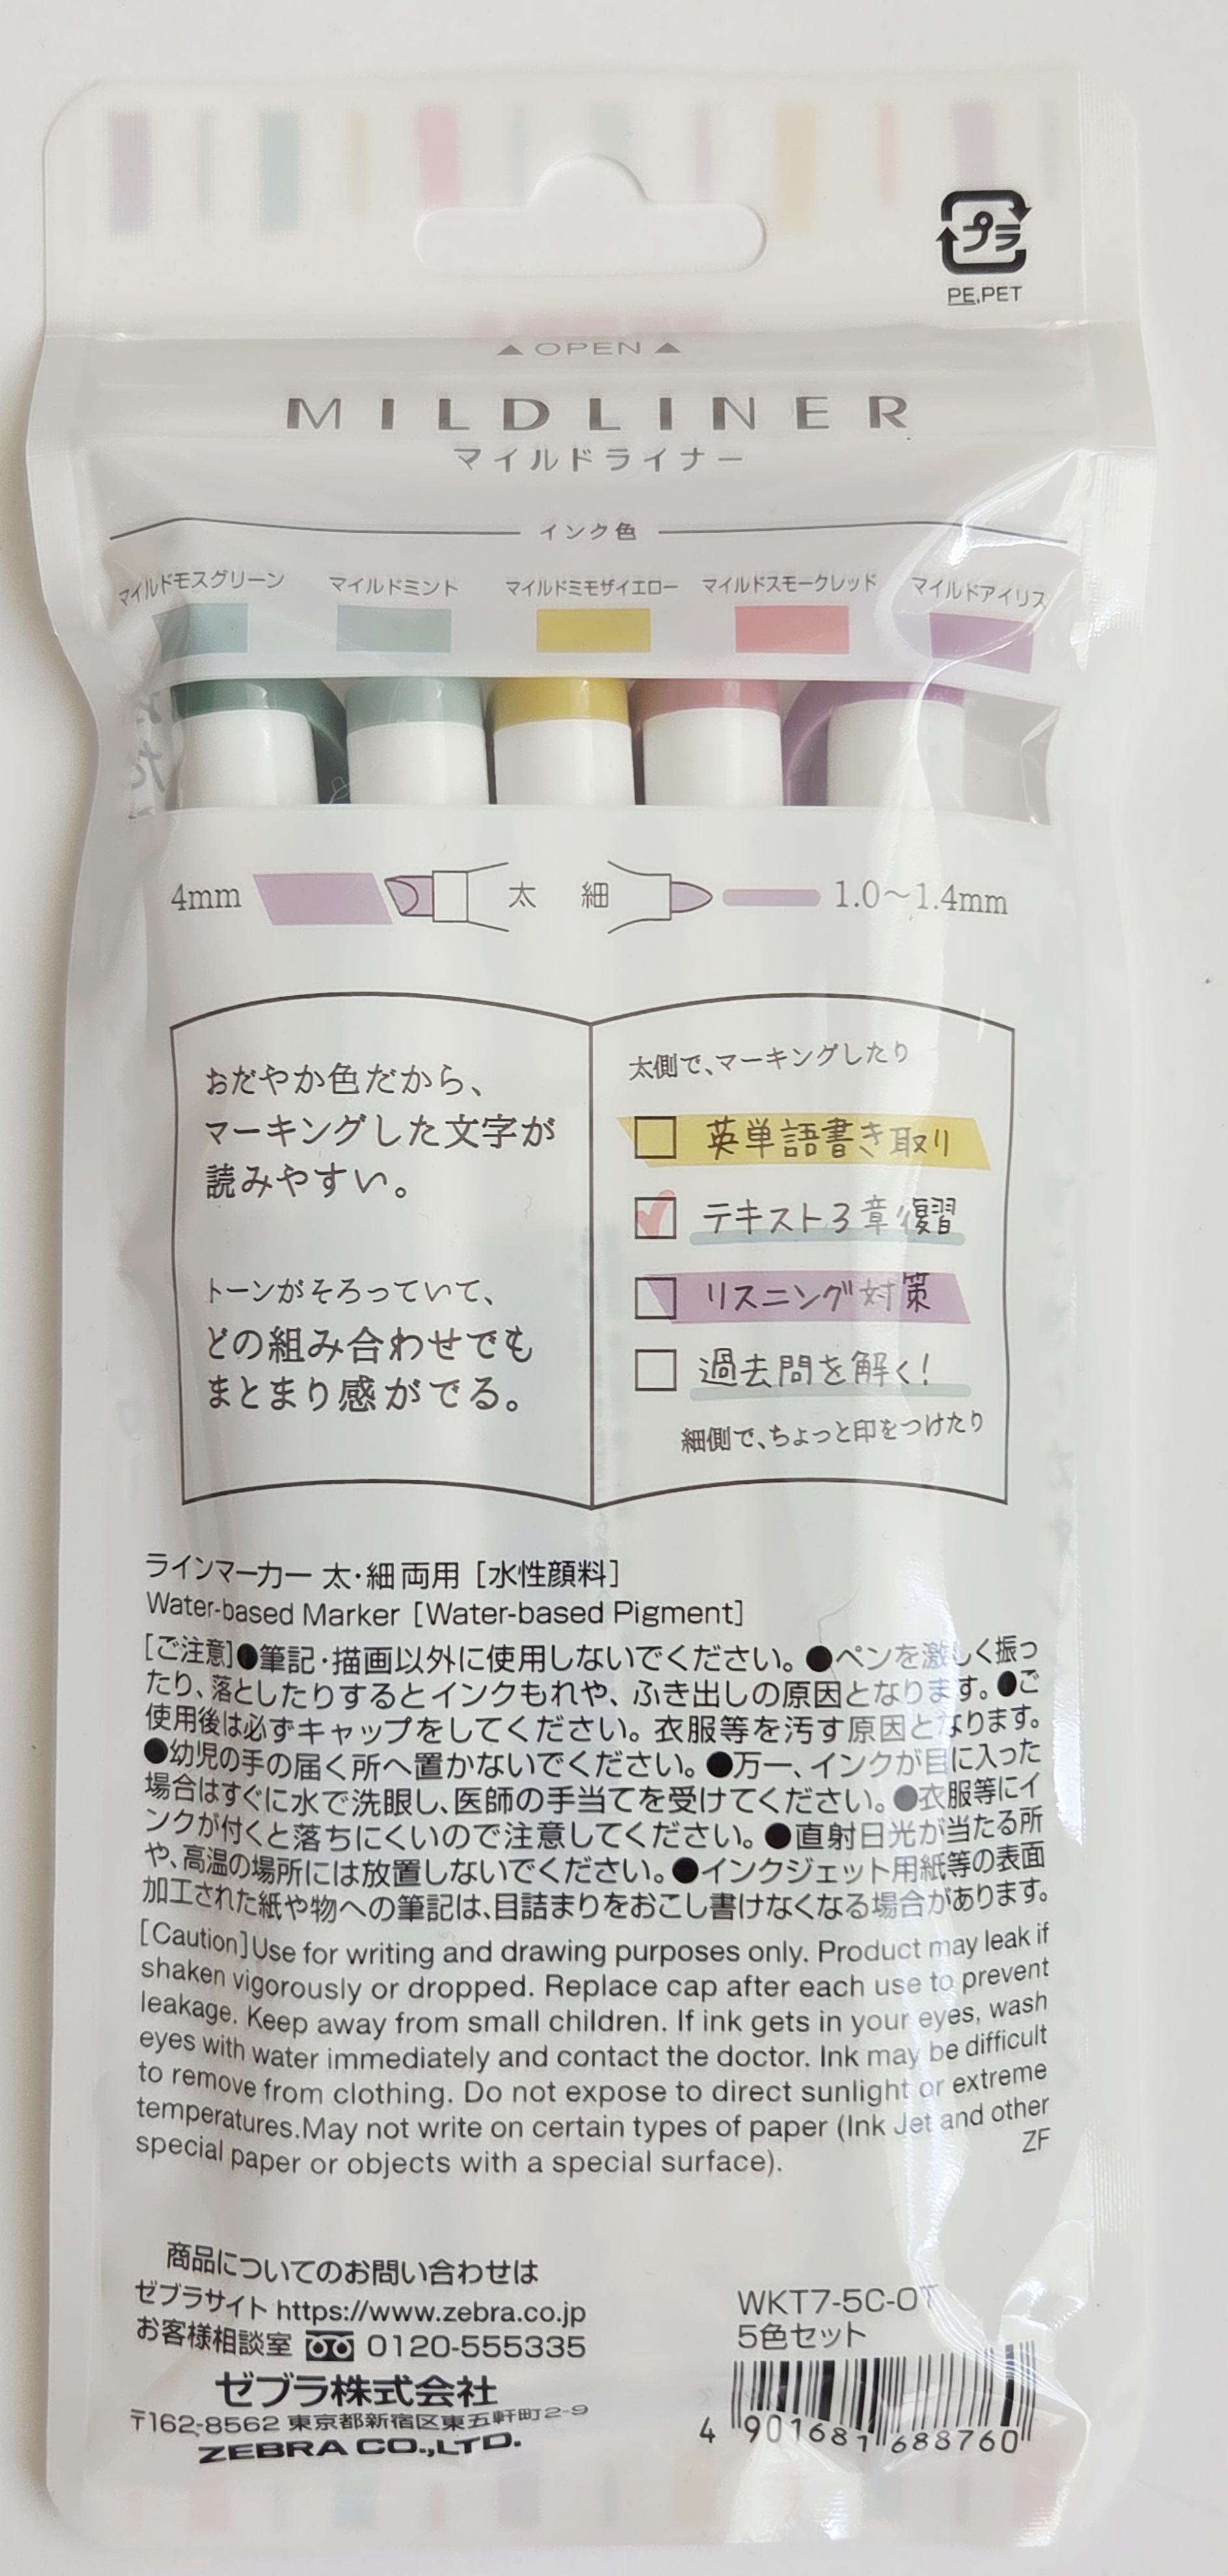 プラ
PE,PET
▲ OPEN ▲
MILDLINER
マイルドライナー
インク色
マイルドモスグリーン マイルドミント マイルドミモザイエロー マイルドスモークレッド マイルドアイリス
4mm 太 細 1.0～1.4mm
おだやか色だから、
マーキングした文字が
読みやすい。
トーンがそろっていて、
どの組み合わせでも
まとまり感がでる。
太側で、マーキングしたり
英単語書き取り
テキスト3章復習
リスニング対策
過去問を解く!
細側で、ちょっと印をつけたり
ラインマーカー 太・細両用 [水性顔料]
Water-based Marker [Water-based Pigment]
[ご注意]●筆記・描画以外に使用しないでください。●ペンを激しく振っ
たり、落としたりするとインクもれや、ふき出しの原因となります。●ご
使用後は必ずキャップをしてください。衣服等を汚す原因となります。
●幼児の手の届く所へ置かないでください。●万一、インクが目に入った
場合はすぐに水で洗眼し、医師の手当てを受けてください。●衣服等にイ
ンクが付くと落ちにくいので注意してください。●直射日光が当たる所
や、高温の場所には放置しないでください。●インクジェット用紙等の表面
加工された紙や物への筆記は、目詰まりをおこし書けなくなる場合があります。
[Caution]Use for writing and drawing purposes only. Product may leak if
shaken vigorously or dropped. Replace cap after each use to prevent
leakage. Keep away from small children. If ink gets in your eyes, wash
eyes with water immediately and contact the doctor. Ink may be difficult
to remove from clothing. Do not expose to direct sunlight or extreme
temperatures.May not write on certain types of paper (Ink Jet and other
special paper or objects with a special surface).
ZF
商品についてのお問い合わせは
ゼブラサイト https://www.zebra.co.jp
お客様相談室 0120-555335
ゼブラ株式会社
〒162-8562 東京都新宿区東五軒町2-9
ZEBRA CO.,LTD.
WKT7-5C-OT
5色セット
4 901681 688760